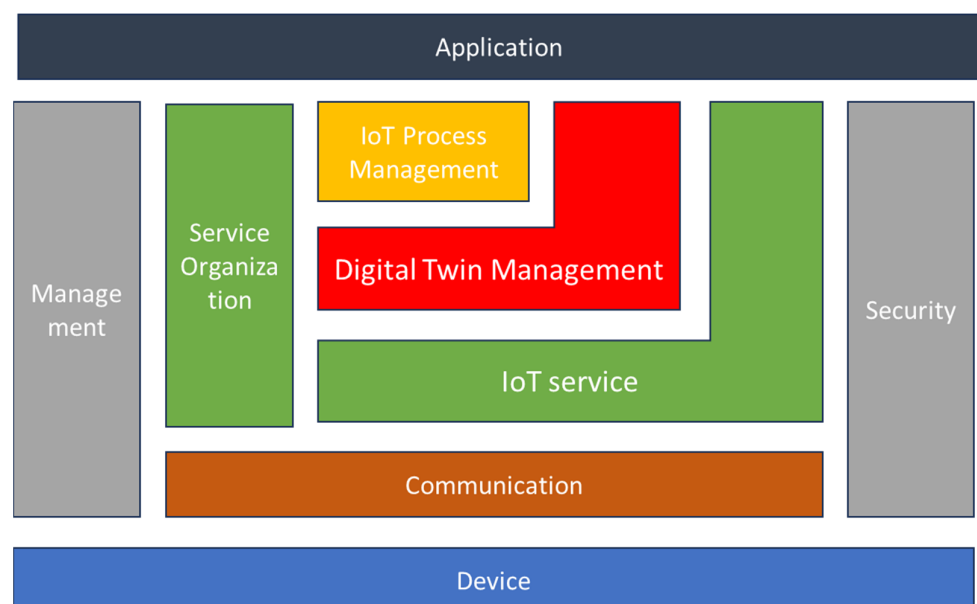 Application
Manage
ment
Service
Organiza
tion
IoT Process
Management
Digital Twin Management
IoT service
Security
Communication
Device